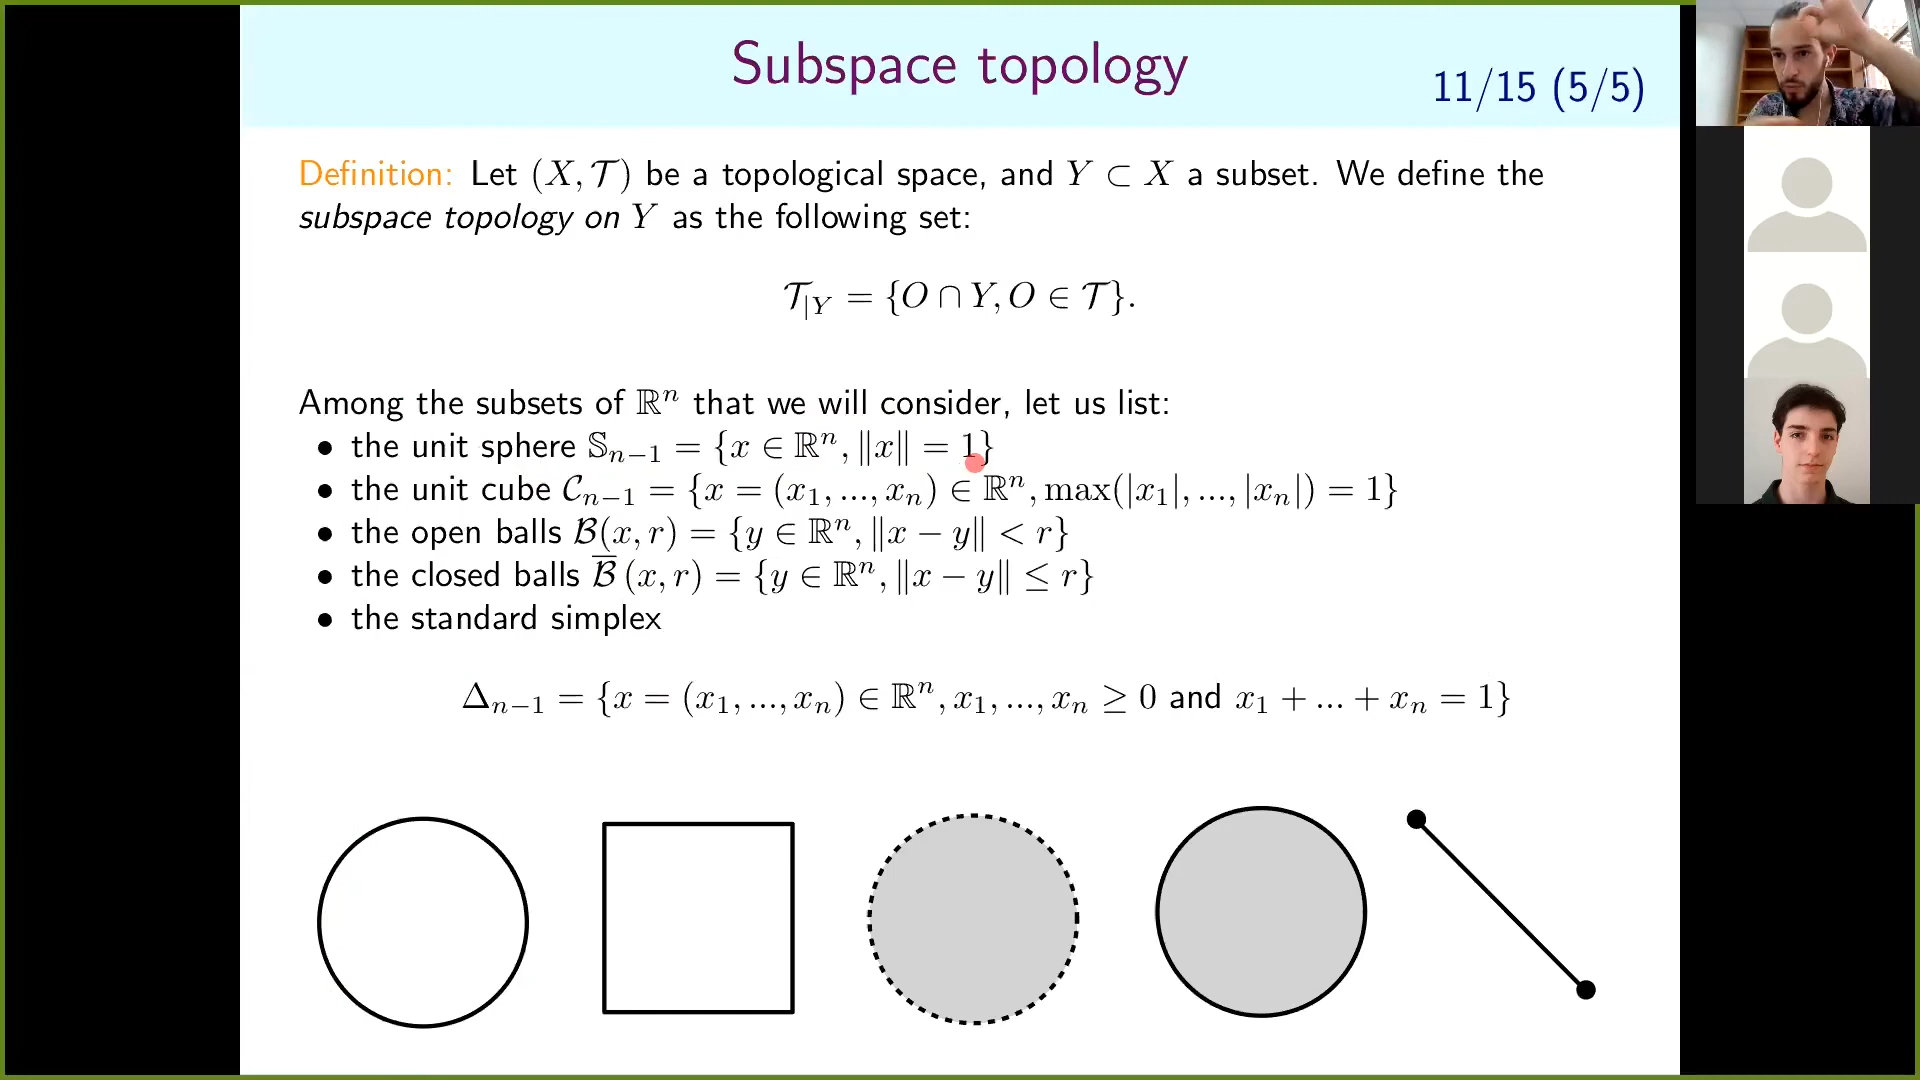 Subspace topology
11/15 (5/5)
Definition: Let (X, 𝒯) be a topological space, and Y ⊂ X a subset. We define the
subspace topology on Y as the following set:
𝒯|Y = {O ∩ Y, O ∈ 𝒯}.
Among the subsets of ℝⁿ that we will consider, let us list:
• the unit sphere 𝕊ₙ₋₁ = {x ∈ ℝⁿ, ‖x‖ = 1}
• the unit cube 𝒞ₙ₋₁ = {x = (x₁, ..., xₙ) ∈ ℝⁿ, max(|x₁|, ..., |xₙ|) = 1}
• the open balls ℬ(x, r) = {y ∈ ℝⁿ, ‖x − y‖ < r}
• the closed balls ℬ̅ (x, r) = {y ∈ ℝⁿ, ‖x − y‖ ≤ r}
• the standard simplex
Δₙ₋₁ = {x = (x₁, ..., xₙ) ∈ ℝⁿ, x₁, ..., xₙ ≥ 0 and x₁ + ... + xₙ = 1}